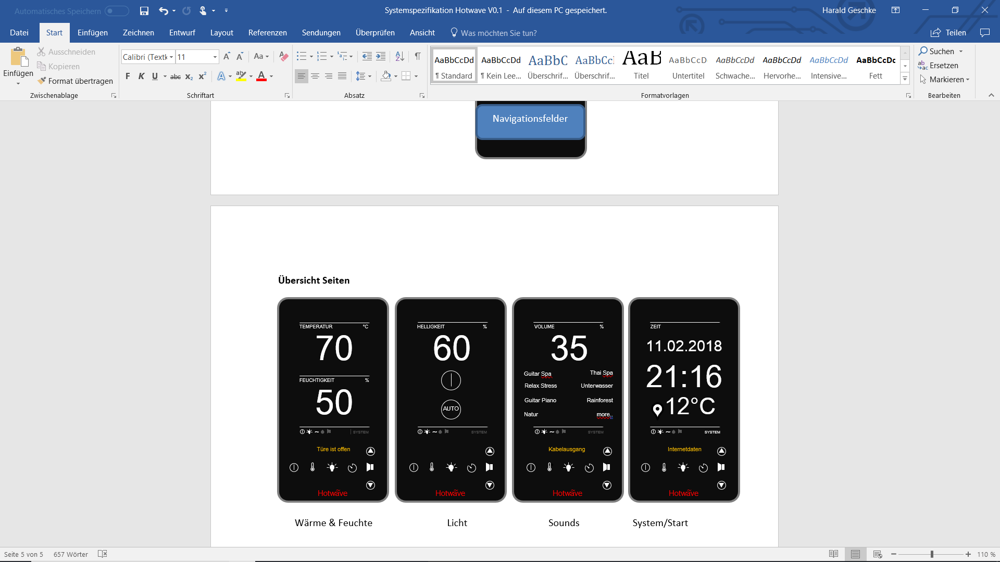 Automatisches Speichern
Systemspezifikation Hotwave V0.1 - Auf diesem PC gespeichert.
Harald Geschke
Datei Start Einfügen Zeichnen Entwurf Layout Referenzen Sendungen Überprüfen Ansicht Was möchten Sie tun? Teilen
Einfügen
Ausschneiden
Kopieren
Format übertragen
Zwischenablage
Calibri (Textk 11
Aa
F K U abc x₂ x²
Schriftart
Absatz
AaBbCcDd AaBbCcDd AaBbC AaBbCcl AaB AaBbCcD AaBbCcDd AaBbCcDd AaBbCcDd AaBbCcDc
¶ Standard ¶ Kein Lee... Überschrif... Überschrif... Titel Untertitel Schwache... Hervorhe... Intensive... Fett
Formatvorlagen
Suchen
Ersetzen
Markieren
Bearbeiten
Navigationsfelder
Übersicht Seiten
TEMPERATUR °C
70
FEUCHTIGKEIT %
50
SYSTEM
Türe ist offen
Hotwave
HELLIGKEIT %
60
AUTO
SYSTEM
Hotwave
VOLUME %
35
Guitar Spa Thai Spa
Relax Stress Unterwasser
Guitar Piano Rainforest
Natur more..
SYSTEM
Kabelausgang
Hotwave
ZEIT
11.02.2018
21:16
12°C
SYSTEM
Internetdaten
Hotwave
Wärme & Feuchte Licht Sounds System/Start
Seite 5 von 5 657 Wörter 110 %